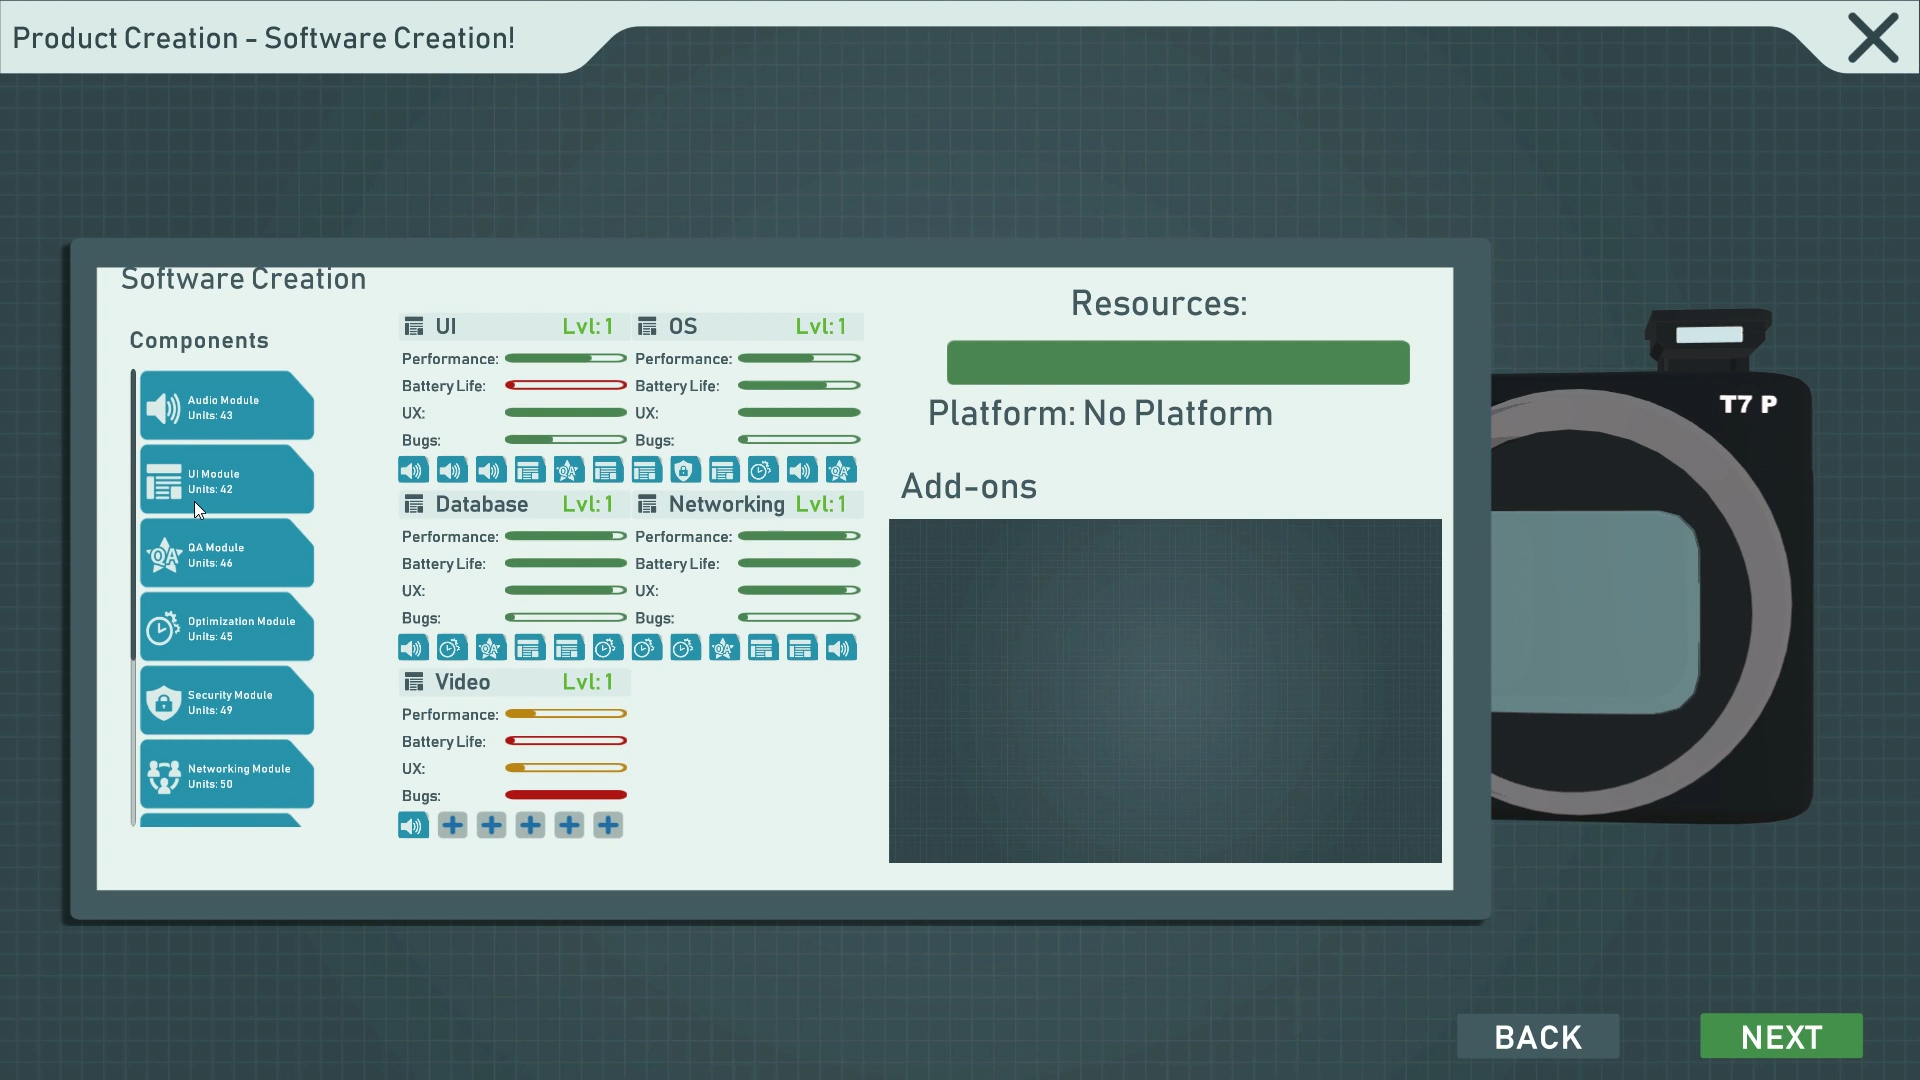 Product Creation - Software Creation!
T7 P
Software Creation
Components
Audio Module
Units: 43
UI Module
Units: 42
QA Module
Units: 46
Optimization Module
Units: 45
Security Module
Units: 49
Networking Module
Units: 50
UI Lvl: 1
Performance:
Battery Life:
UX:
Bugs:
QA
OS Lvl: 1
Performance:
Battery Life:
UX:
Bugs:
QA
Database Lvl: 1
Performance:
Battery Life:
UX:
Bugs:
QA
Networking Lvl: 1
Performance:
Battery Life:
UX:
Bugs:
QA
Video Lvl: 1
Performance:
Battery Life:
UX:
Bugs:
Resources:
Platform: No Platform
Add-ons
BACK
NEXT